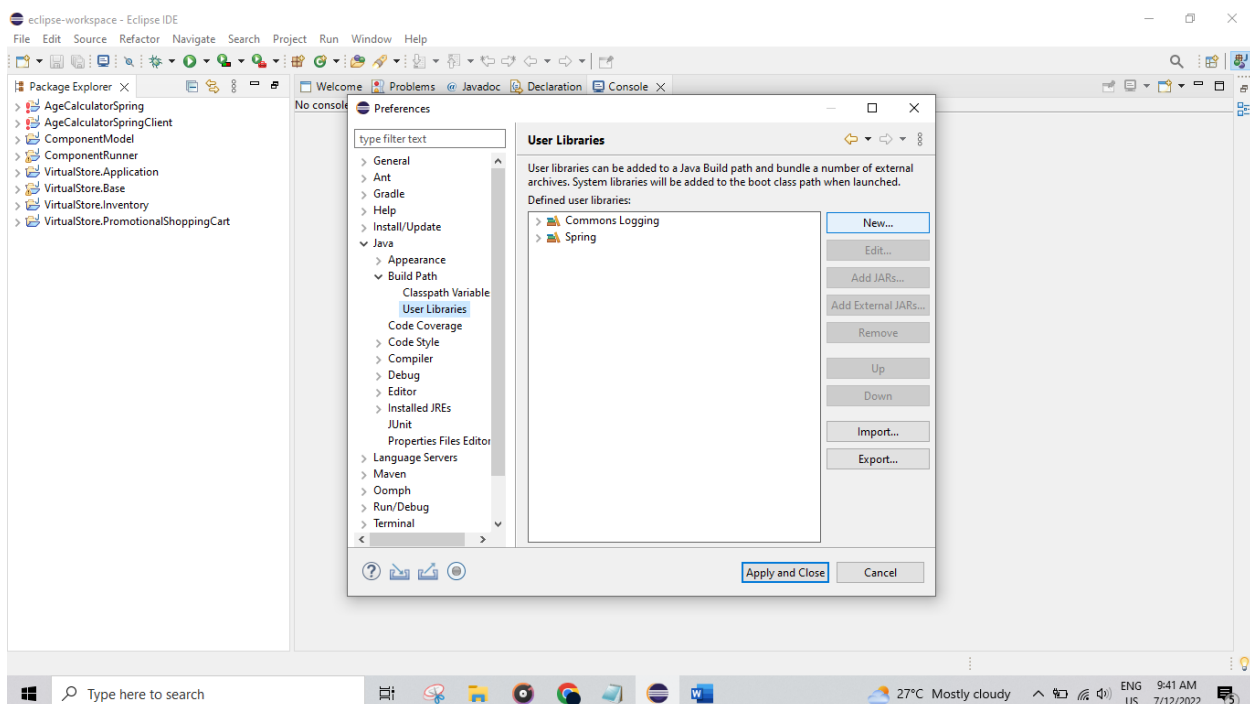 eclipse-workspace - Eclipse IDE
File Edit Source Refactor Navigate Search Project Run Window Help
Package Explorer
Welcome Problems @ Javadoc Declaration Console
AgeCalculatorSpring
AgeCalculatorSpringClient
ComponentModel
ComponentRunner
VirtualStore.Application
VirtualStore.Base
VirtualStore.Inventory
VirtualStore.PromotionalShoppingCart
No console
Preferences
type filter text
General
Ant
Gradle
Help
Install/Update
Java
Appearance
Build Path
Classpath Variable
User Libraries
Code Coverage
Code Style
Compiler
Debug
Editor
Installed JREs
JUnit
Properties Files Editor
Language Servers
Maven
Oomph
Run/Debug
Terminal
User Libraries
User libraries can be added to a Java Build path and bundle a number of external
archives. System libraries will be added to the boot class path when launched.
Defined user libraries:
Commons Logging
Spring
New...
Edit...
Add JARs...
Add External JARs...
Remove
Up
Down
Import...
Export...
Apply and Close
Cancel
Type here to search
27°C Mostly cloudy
ENG
US
9:41 AM
7/12/2022
5